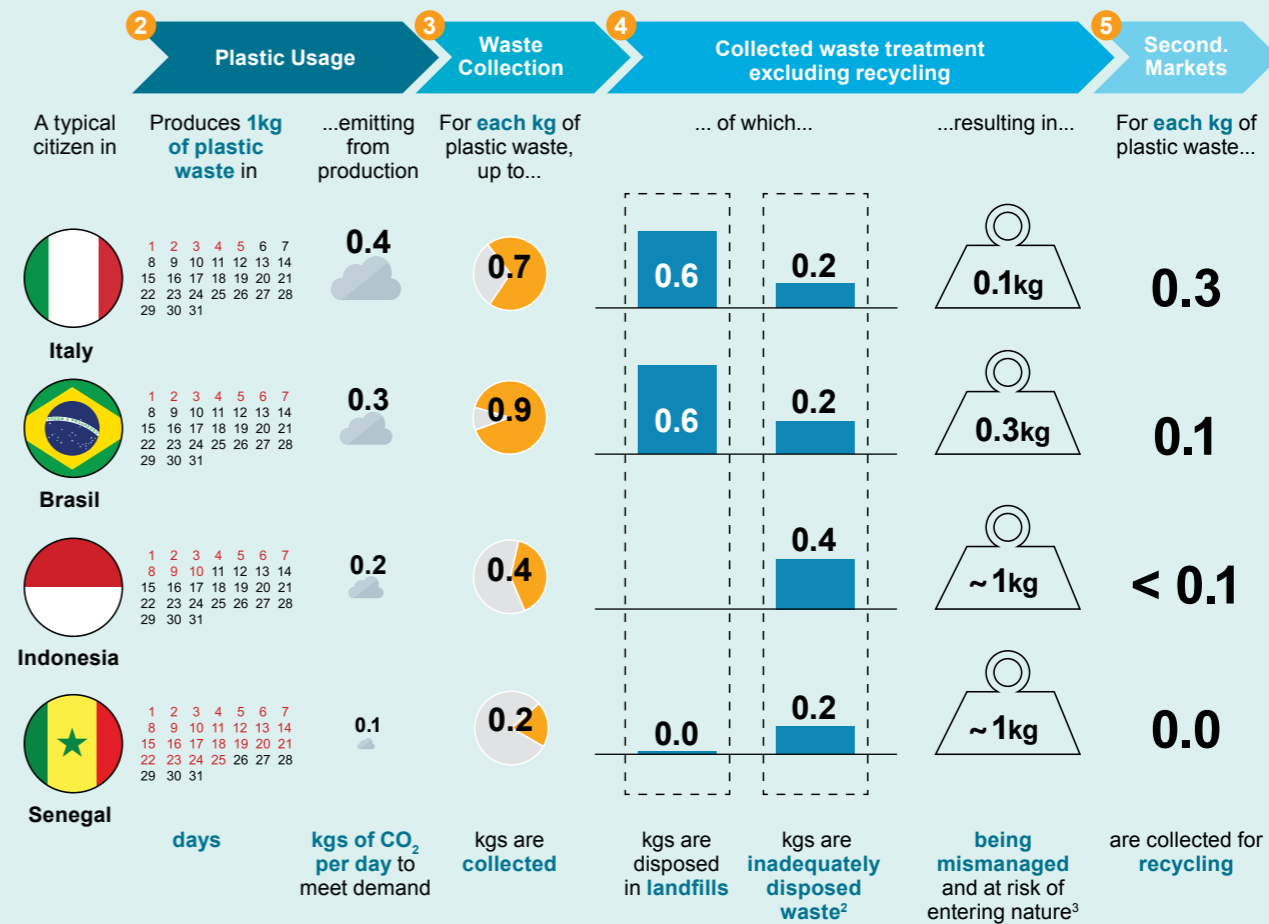 2
Plastic Usage
3
Waste
Collection
4
Collected waste treatment
excluding recycling
5
Second.
Markets
A typical
citizen in
Produces 1kg
of plastic
waste in
...emitting
from
production
For each kg of
plastic waste,
up to...
... of which...
...resulting in...
For each kg of
plastic waste...
Italy
1 2 3 4 5 6 7
8 9 10 11 12 13 14
15 16 17 18 19 20 21
22 23 24 25 26 27 28
29 30 31
0.4
0.7
0.6
0.2
0.1kg
0.3
Brasil
1 2 3 4 5 6 7
8 9 10 11 12 13 14
15 16 17 18 19 20 21
22 23 24 25 26 27 28
29 30 31
0.3
0.9
0.6
0.2
0.3kg
0.1
Indonesia
1 2 3 4 5 6 7
8 9 10 11 12 13 14
15 16 17 18 19 20 21
22 23 24 25 26 27 28
29 30 31
0.2
0.4
0.4
~ 1kg
< 0.1
Senegal
1 2 3 4 5 6 7
8 9 10 11 12 13 14
15 16 17 18 19 20 21
22 23 24 25 26 27 28
29 30 31
0.1
0.2
0.0
0.2
~ 1kg
0.0
days
kgs of CO₂
per day to
meet demand
kgs are
collected
kgs are
disposed
in landfills
kgs are
inadequately
disposed
waste²
being
mismanaged
and at risk of
entering nature³
are collected for
recycling